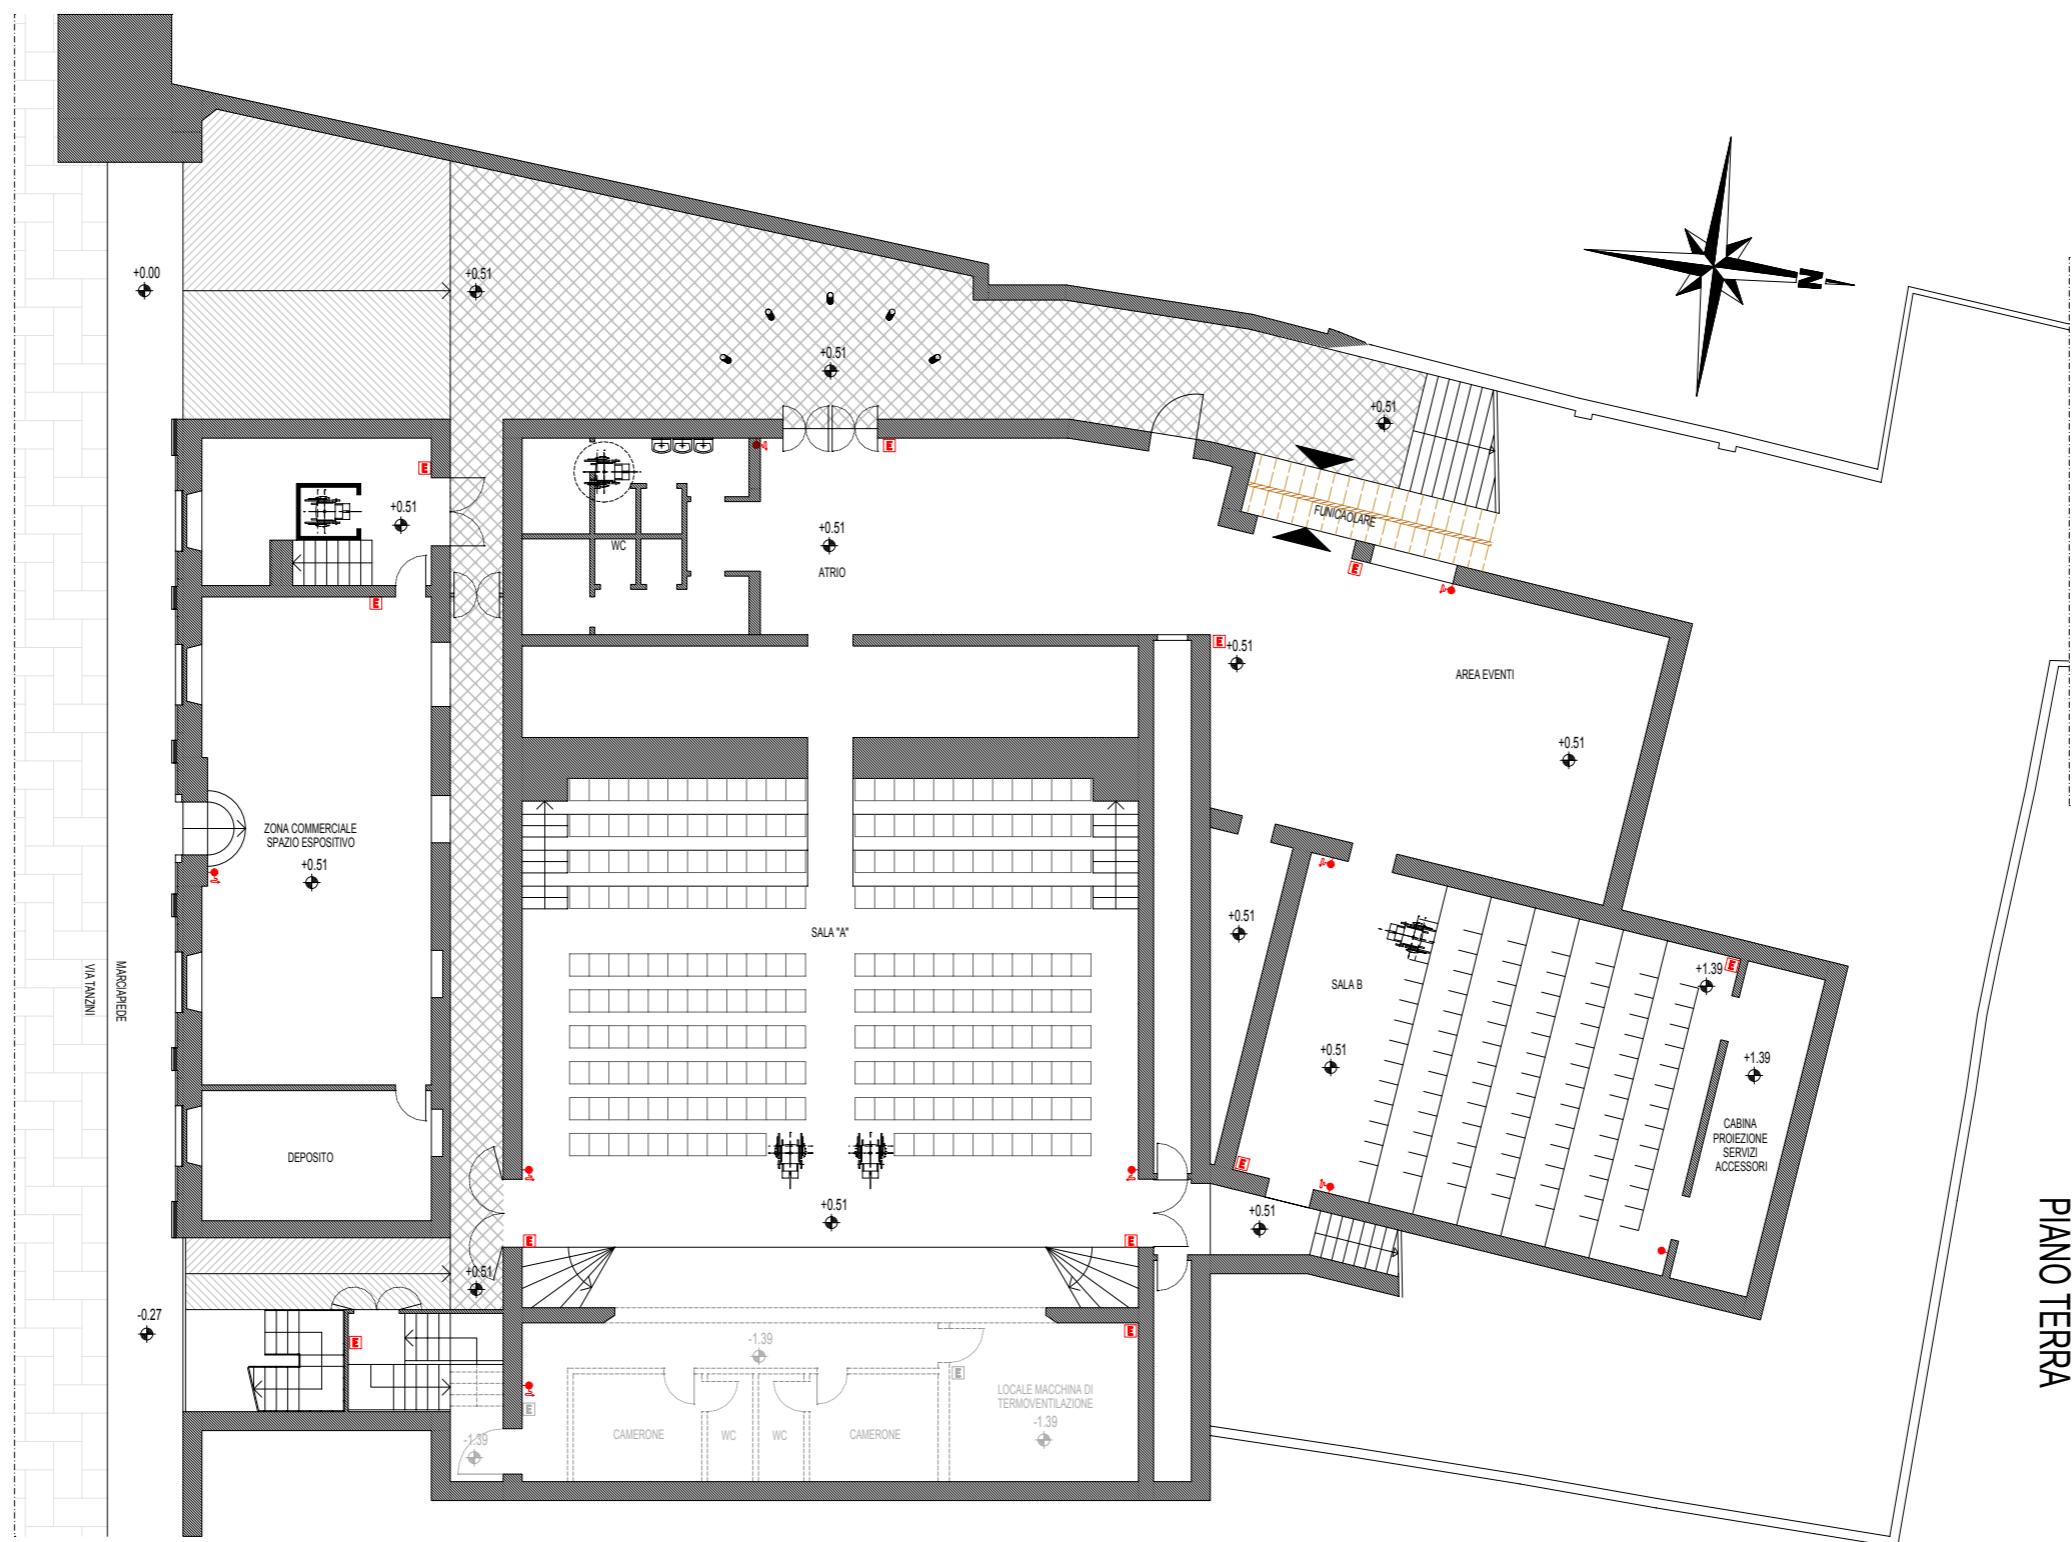 +0.00
+0.51
+0.51
N
+0.51
FUNICAOLARE
E
E
+0.51
+0.51
WC
ATRIO
E
E
E
+0.51
AREA EVENTI
+0.51
ZONA COMMERCIALE
SPAZIO ESPOSITIVO
+0.51
SALA "A"
+0.51
SALA B
+1.39
E
+0.51
+1.39
CABINA
PROIEZIONE
SERVIZI
ACCESSORI
MARCIAPIEDE
VIA TANZINI
DEPOSITO
E
+0.51
+0.51
E
E
+0.51
-0.27
E
E
-1.39
E
LOCALE MACCHINA DI
TERMOVENTILAZIONE
-1.39
E
-1.39
CAMERONE
WC
WC
CAMERONE
PIANO TERRA